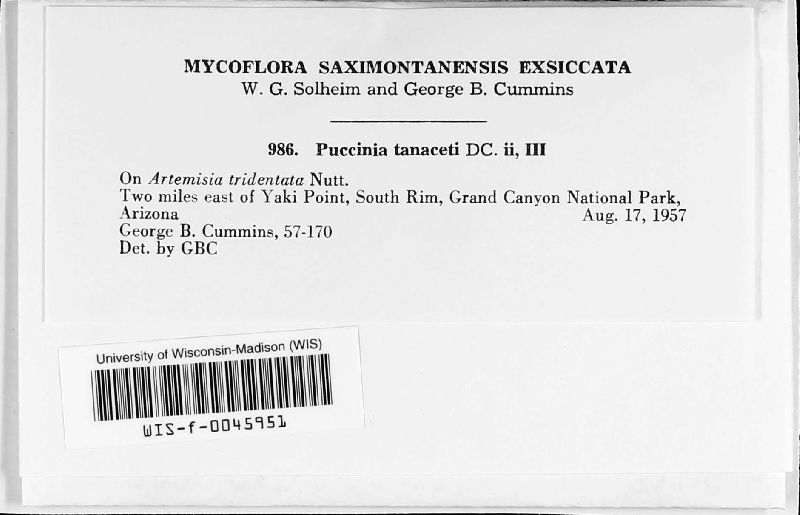 MYCOFLORA SAXIMONTANENSIS EXSICCATA
W. G. Solheim and George B. Cummins
986. Puccinia tanaceti DC. ii, III
On Artemisia tridentata Nutt.
Two miles east of Yaki Point, South Rim, Grand Canyon National Park,
Arizona Aug. 17, 1957
George B. Cummins, 57-170
Det. by GBC
University of Wisconsin-Madison (WIS)
WIS-f-0045951